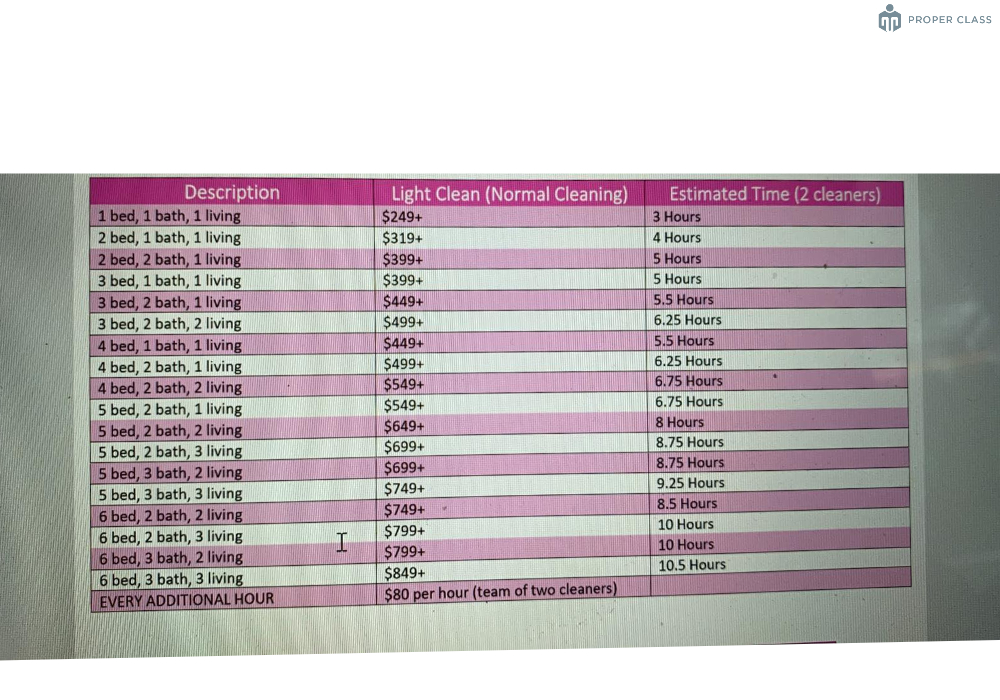 PROPER CLASS
Description Light Clean (Normal Cleaning) Estimated Time (2 cleaners)
1 bed, 1 bath, 1 living $249+ 3 Hours
2 bed, 1 bath, 1 living $319+ 4 Hours
2 bed, 2 bath, 1 living $399+ 5 Hours
3 bed, 1 bath, 1 living $399+ 5 Hours
3 bed, 2 bath, 1 living $449+ 5.5 Hours
3 bed, 2 bath, 2 living $499+ 6.25 Hours
4 bed, 1 bath, 1 living $449+ 5.5 Hours
4 bed, 2 bath, 1 living $499+ 6.25 Hours
4 bed, 2 bath, 2 living $549+ 6.75 Hours
5 bed, 2 bath, 1 living $549+ 6.75 Hours
5 bed, 2 bath, 2 living $649+ 8 Hours
5 bed, 2 bath, 3 living $699+ 8.75 Hours
5 bed, 3 bath, 2 living $699+ 8.75 Hours
5 bed, 3 bath, 3 living $749+ 9.25 Hours
6 bed, 2 bath, 2 living $749+ 8.5 Hours
6 bed, 2 bath, 3 living $799+ 10 Hours
6 bed, 3 bath, 2 living $799+ 10 Hours
6 bed, 3 bath, 3 living $849+ 10.5 Hours
EVERY ADDITIONAL HOUR $80 per hour (team of two cleaners)